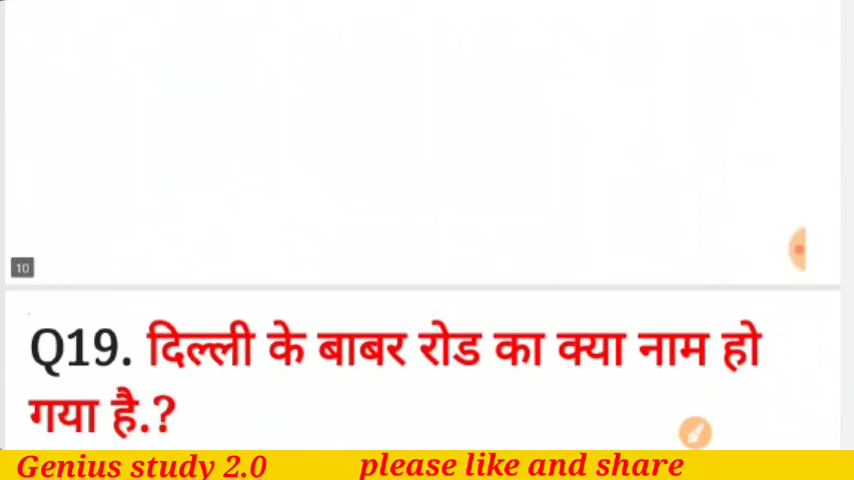 10
Q19. दिल्ली के बाबर रोड का क्या नाम हो
गया है.?
Genius study 2.0 please like and share